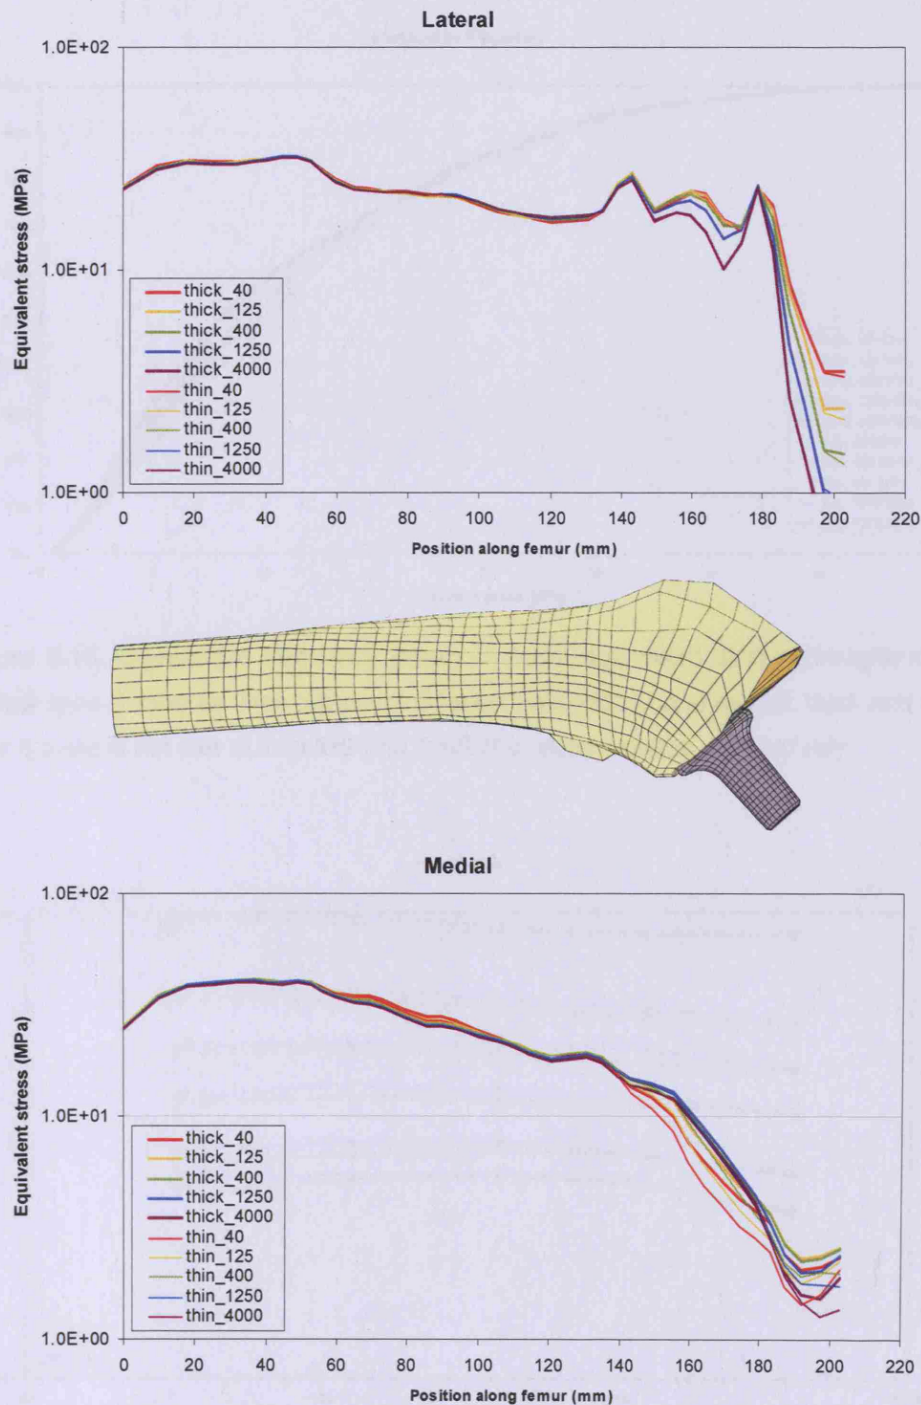 Lateral
1.0E+02
1.0E+01
1.0E+00
Equivalent stress (MPa)
thick_40
thick_125
thick_400
thick_1250
thick_4000
thin_40
thin_125
thin_400
thin_1250
thin_4000
0 20 40 60 80 100 120 140 160 180 200 220
Position along femur (mm)
Medial
1.0E+02
1.0E+01
1.0E+00
Equivalent stress (MPa)
thick_40
thick_125
thick_400
thick_1250
thick_4000
thin_40
thin_125
thin_400
thin_1250
thin_4000
0 20 40 60 80 100 120 140 160 180 200 220
Position along femur (mm)